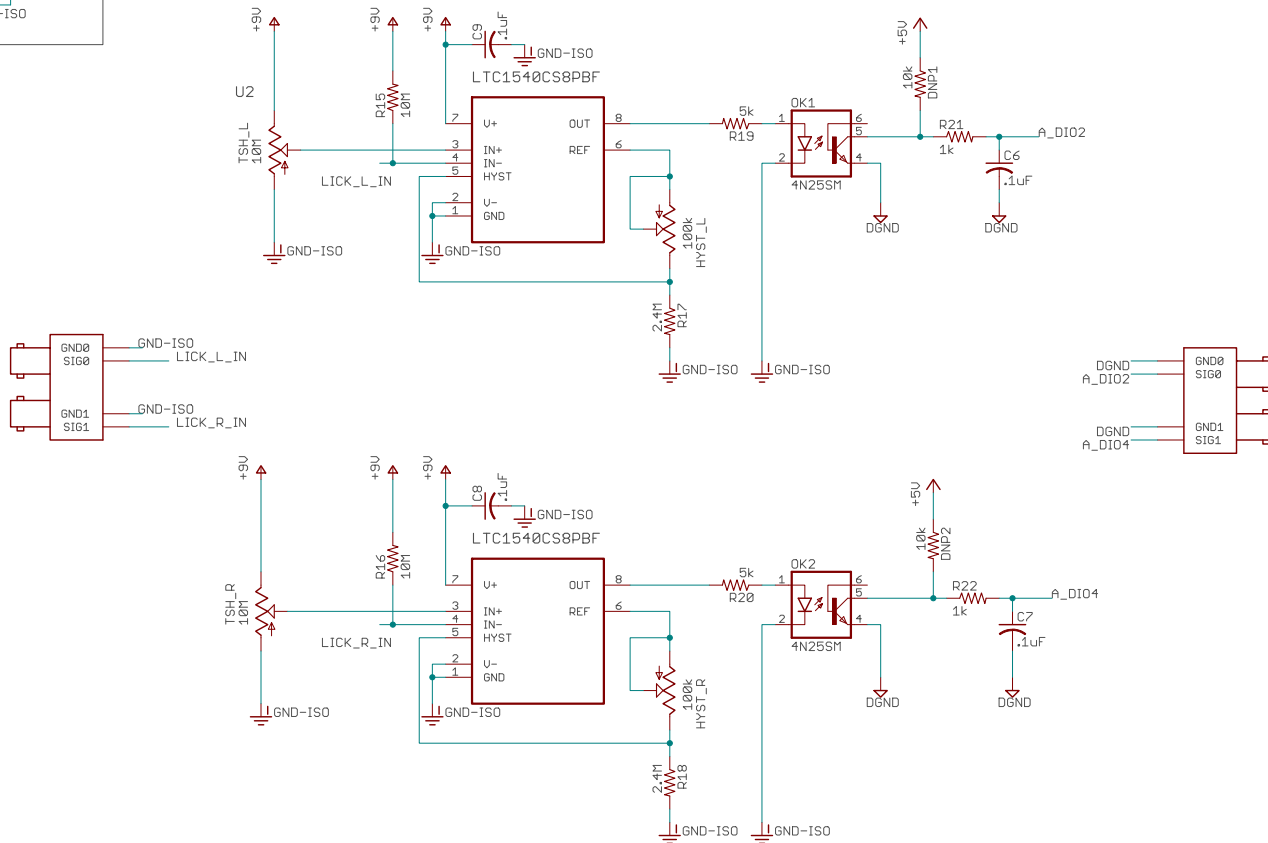 -ISO
+9V
+9V
+9V
C9
.1uF
GND-ISO
LTC1540CS8PBF
U2
TSH_L
10M
R15
10M
LICK_L_IN
GND-ISO
7 V+
3 IN+
4 IN-
5 HYST
2 V-
1 GND
OUT 8
REF 6
GND-ISO
100k
HYST_L
2.4M
R17
GND-ISO
5k
R19
OK1
1
2
6
5
4
4N25SM
GND-ISO
+5V
10k
DNP1
R21
1k
A_DIO2
C6
.1uF
DGND
DGND
GND0
SIG0
GND1
SIG1
GND-ISO
LICK_L_IN
GND-ISO
LICK_R_IN
DGND
A_DIO2
DGND
A_DIO4
GND0
SIG0
GND1
SIG1
+9V
+9V
+9V
C8
.1uF
GND-ISO
LTC1540CS8PBF
TSH_R
10M
R16
10M
LICK_R_IN
GND-ISO
7 V+
3 IN+
4 IN-
5 HYST
2 V-
1 GND
OUT 8
REF 6
GND-ISO
100k
HYST_R
2.4M
R18
GND-ISO
5k
R20
OK2
1
2
6
5
4
4N25SM
GND-ISO
+5V
10k
DNP2
R22
1k
A_DIO4
C7
.1uF
DGND
DGND